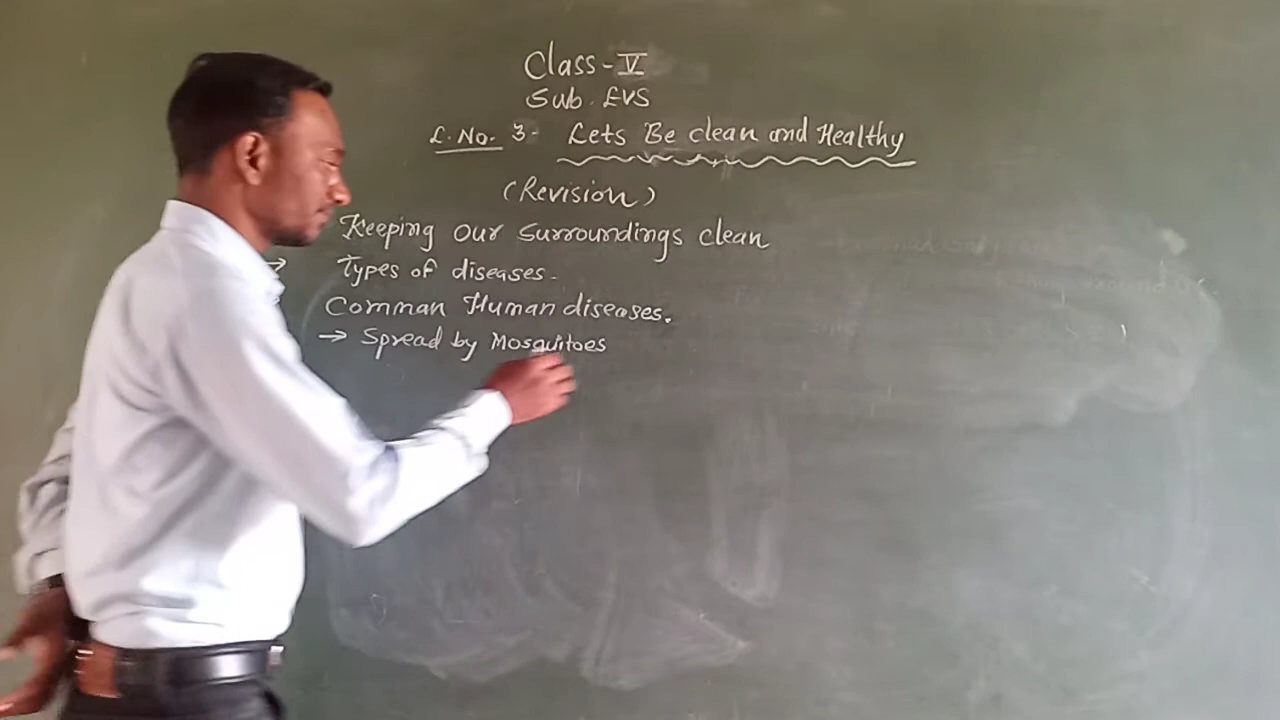 Class - V
Sub. EVS
L. No. 3- Lets Be clean and Healthy
(Revision)
Keeping our surroundings clean
→ Types of diseases.
Comman Human diseases.
→ Spread by Mosquitoes